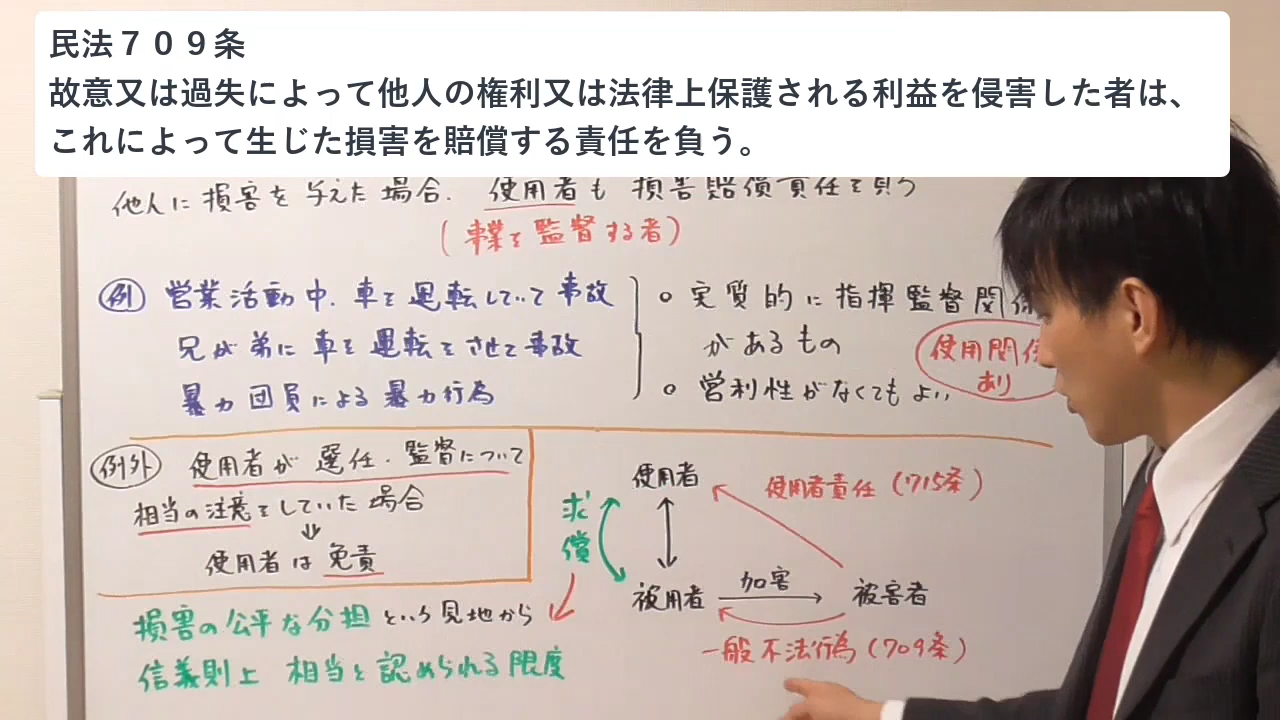 民法７０９条
故意又は過失によって他人の権利又は法律上保護される利益を侵害した者は、
これによって生じた損害を賠償する責任を負う。
他人に損害を与えた場合. 使用者も 損害賠償責任を負う
(事業を監督する者)
例 営業活動中. 車を運転していて事故
兄が弟に車を運転をさせて事故
暴力団員による暴力行為
○ 実質的に指揮監督関係
があるもの
○ 営利性がなくてもよい
使用関係
あり
例外 使用者が選任・監督について
相当の注意をしていた場合
⇓
使用者は免責
損害の公平な分担という見地から
信義則上 相当と認められる限度
求償
使用者
使用者責任(715条)
被用者
加害
被害者
一般不法行為(709条)